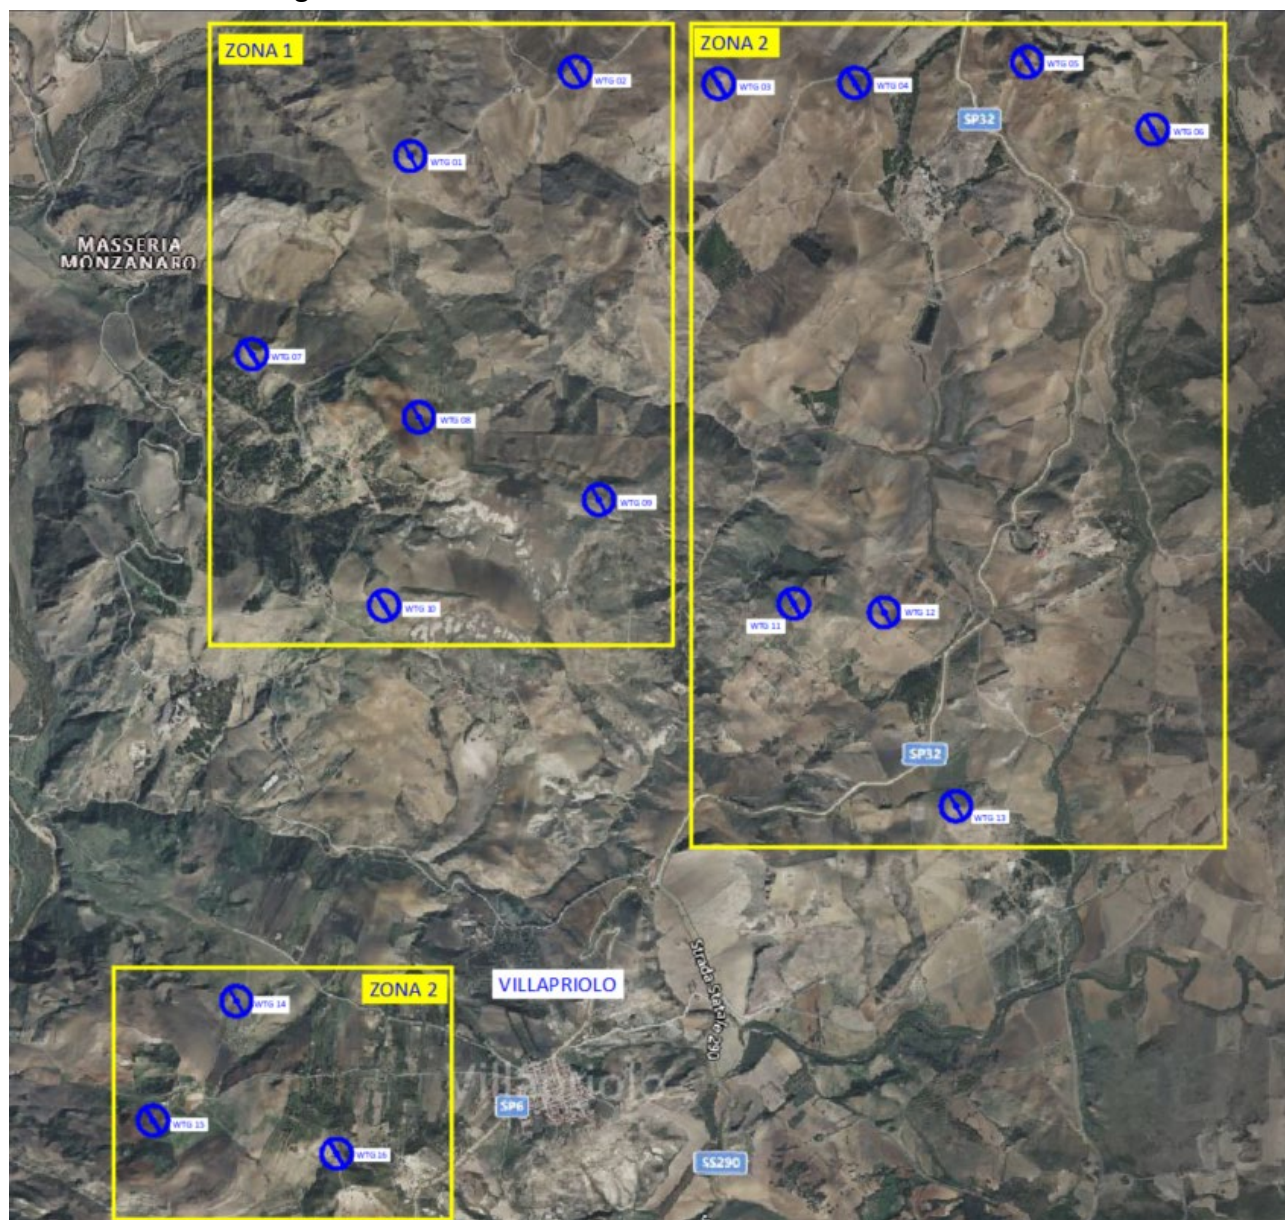 ZONA 1
ZONA 2
WTG 02
WTG 03
WTG 04
WTG 05
WTG 06
SP32
WTG 01
MASSERIA
MONZANARO
WTG 07
WTG 08
WTG 09
WTG 10
WTG 11
WTG 12
SP32
WTG 13
Strada Statale 290
ZONA 2
VILLAPRIOLO
WTG 14
Villapriolo
SP6
WTG 15
WTG 16
SS290